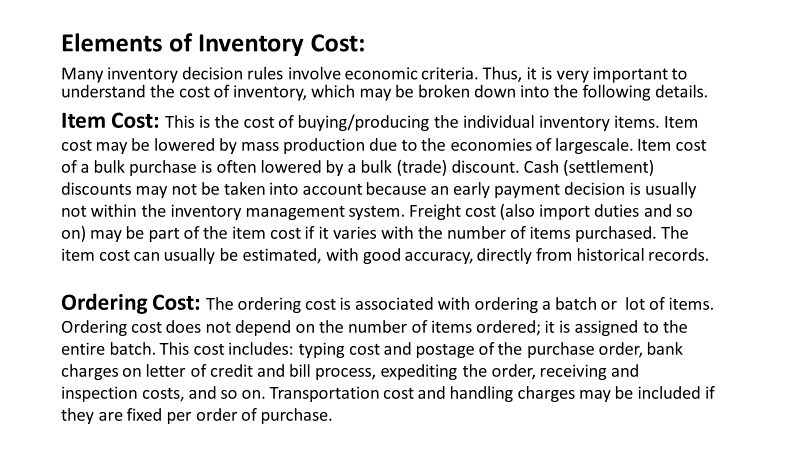 Elements of Inventory Cost:
Many inventory decision rules involve economic criteria. Thus, it is very important to
understand the cost of inventory, which may be broken down into the following details.
Item Cost: This is the cost of buying/producing the individual inventory items. Item
cost may be lowered by mass production due to the economies of largescale. Item cost
of a bulk purchase is often lowered by a bulk (trade) discount. Cash (settlement)
discounts may not be taken into account because an early payment decision is usually
not within the inventory management system. Freight cost (also import duties and so
on) may be part of the item cost if it varies with the number of items purchased. The
item cost can usually be estimated, with good accuracy, directly from historical records.
Ordering Cost: The ordering cost is associated with ordering a batch or lot of items.
Ordering cost does not depend on the number of items ordered; it is assigned to the
entire batch. This cost includes: typing cost and postage of the purchase order, bank
charges on letter of credit and bill process, expediting the order, receiving and
inspection costs, and so on. Transportation cost and handling charges may be included if
they are fixed per order of purchase.